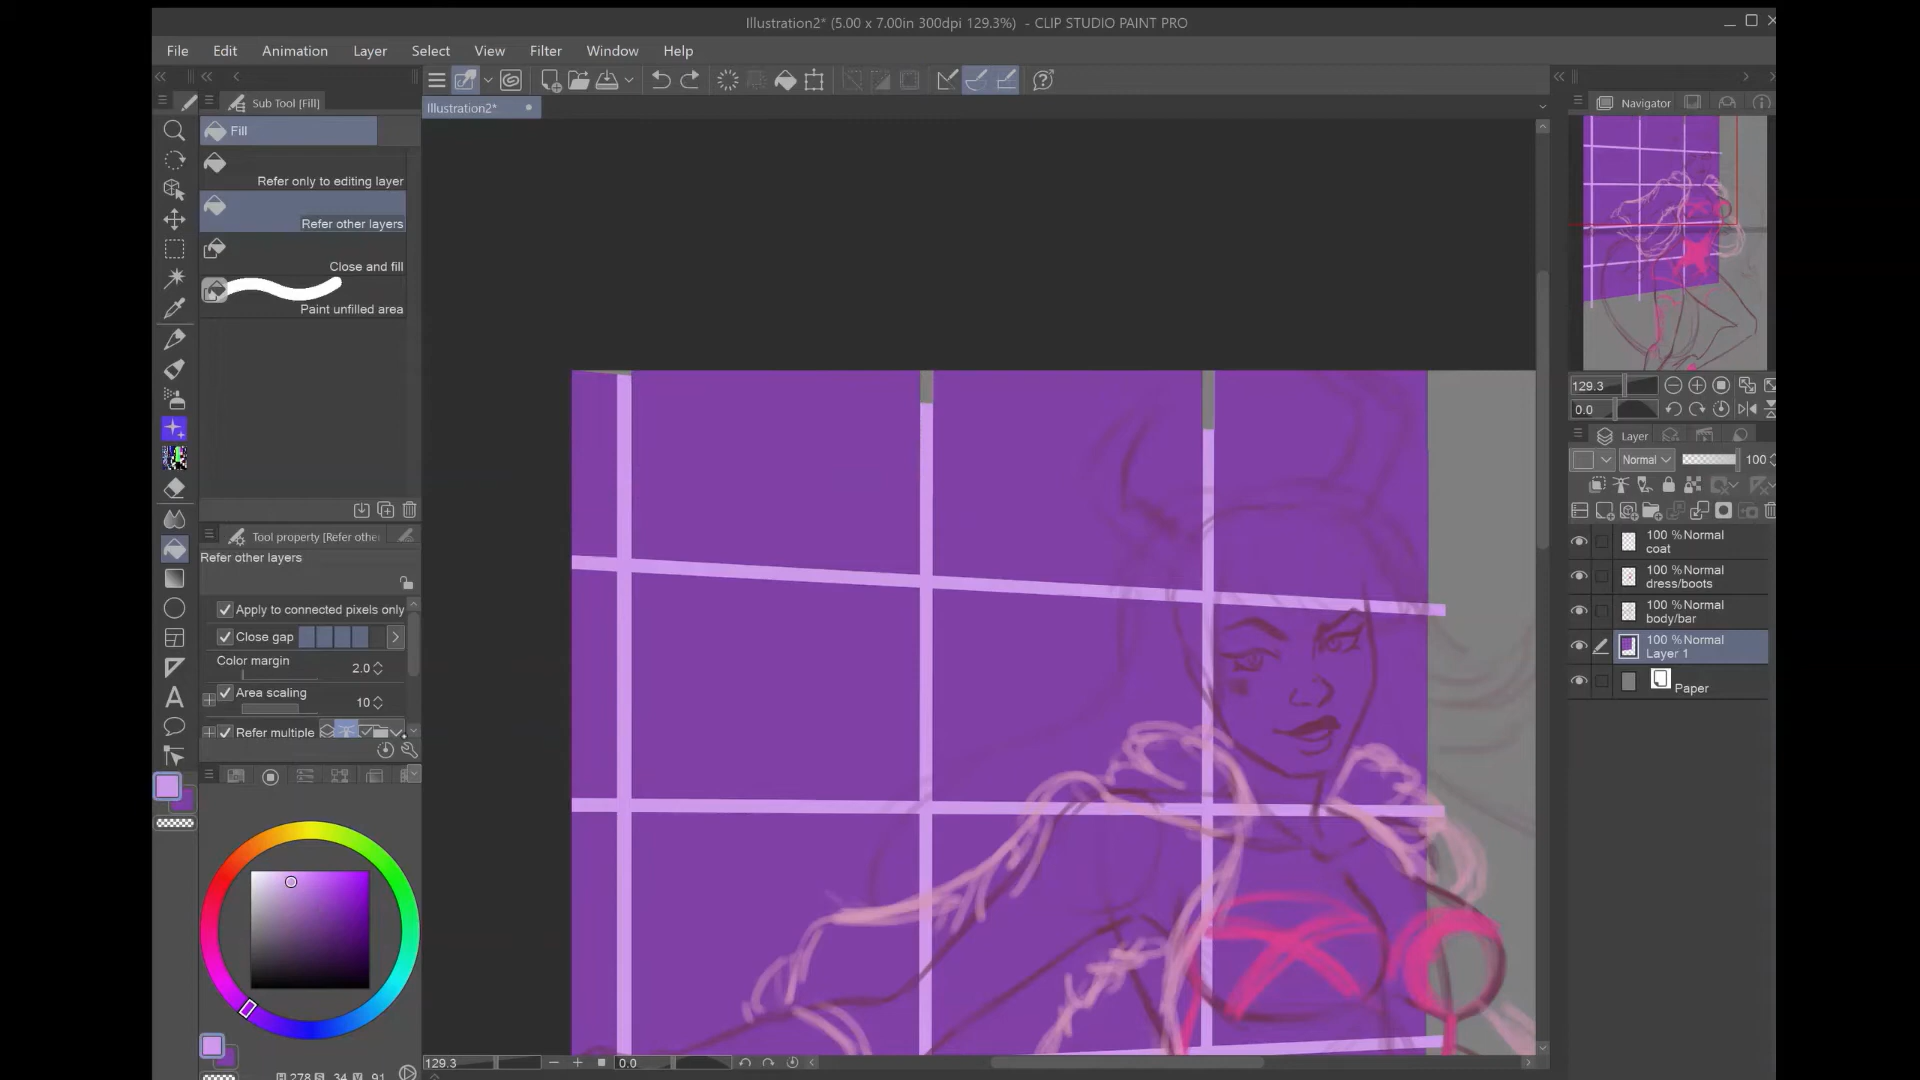 Illustration2* (5.00 x 7.00in 300dpi 129.3%) - CLIP STUDIO PAINT PRO
File Edit Animation Layer Select View Filter Window Help
Sub Tool [Fill]
Illustration2*
Navigator
Fill
Refer only to editing layer
Refer other layers
Close and fill
Paint unfilled area
129.3
0.0
Layer
Normal 100
Tool property [Refer othe
Refer other layers
100 %Normal
coat
100 %Normal
dress/boots
100 %Normal
body/bar
100 %Normal
Layer 1
Paper
Apply to connected pixels only
Close gap
Color margin 2.0
Area scaling
10
Refer multiple
A
129.3 0.0
H 278 S 34 V 91